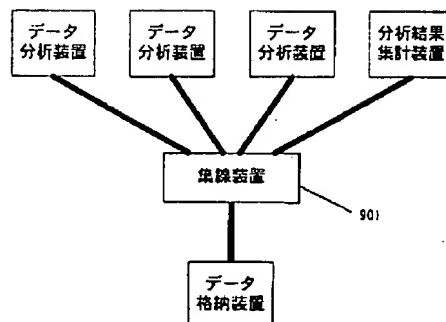 データ
分析装置
データ
分析装置
データ
分析装置
分析結果
集計装置
集線装置
901
データ
格納装置